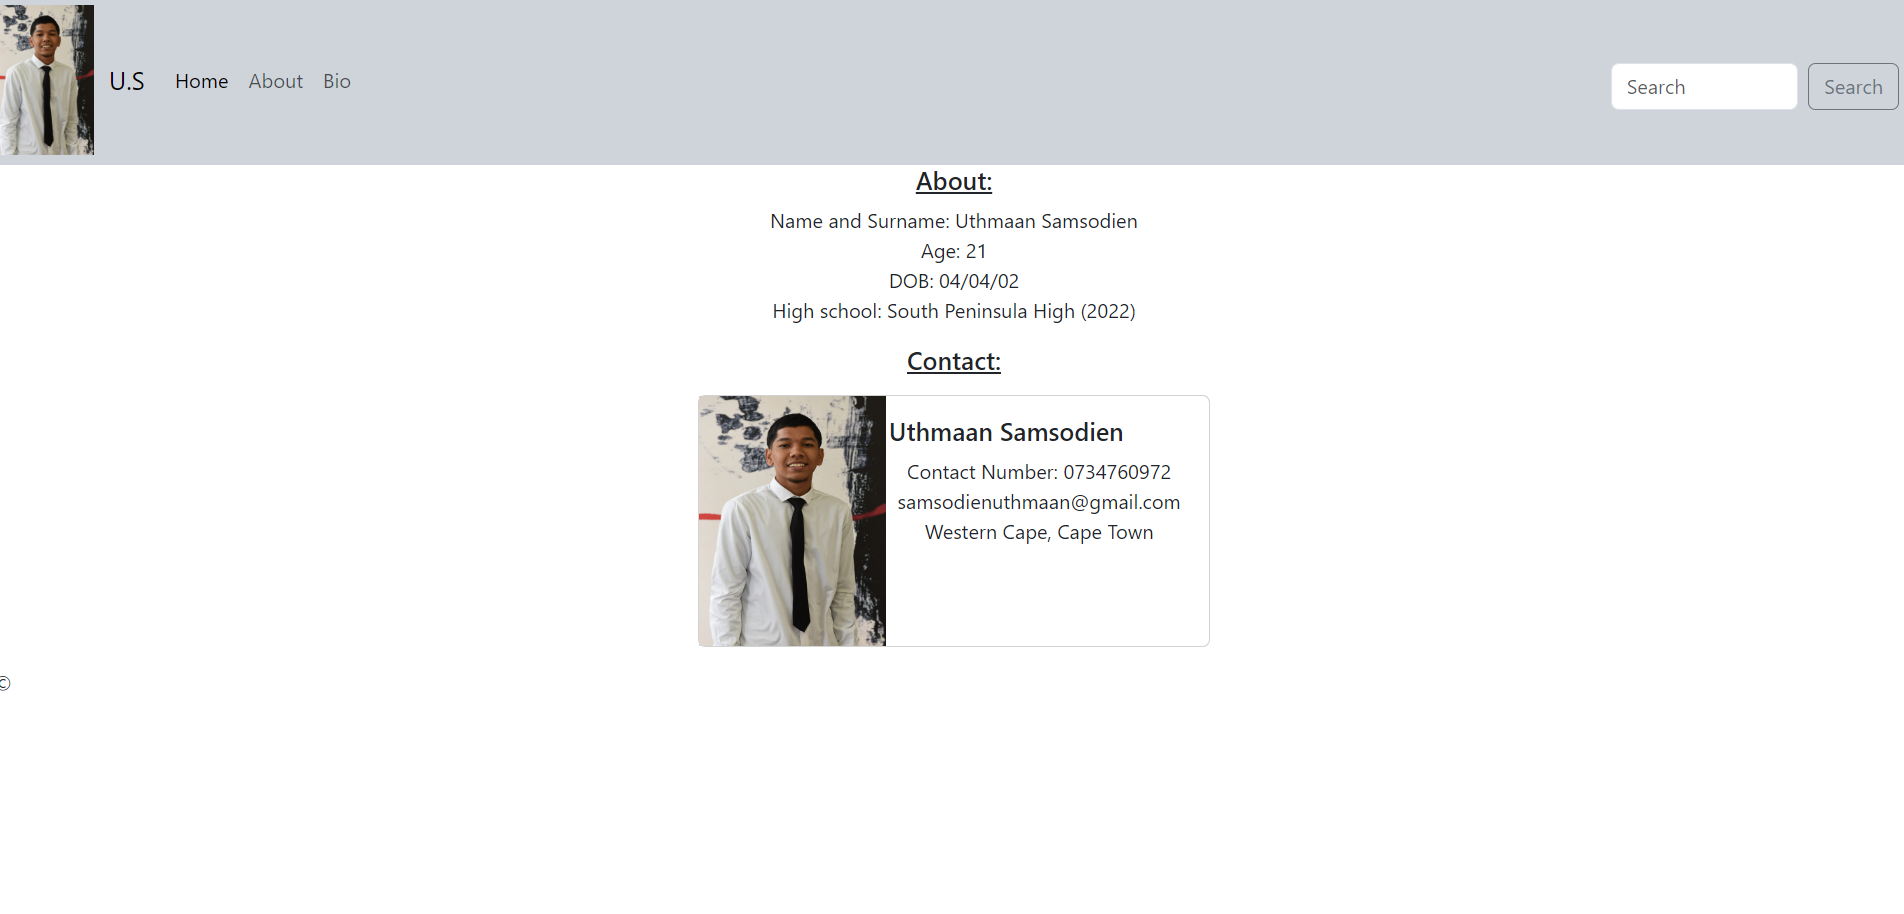 U.S Home About Bio Search Search
About:
Name and Surname: Uthmaan Samsodien
Age: 21
DOB: 04/04/02
High school: South Peninsula High (2022)
Contact:
Uthmaan Samsodien
Contact Number: 0734760972
samsodienuthmaan@gmail.com
Western Cape, Cape Town
©